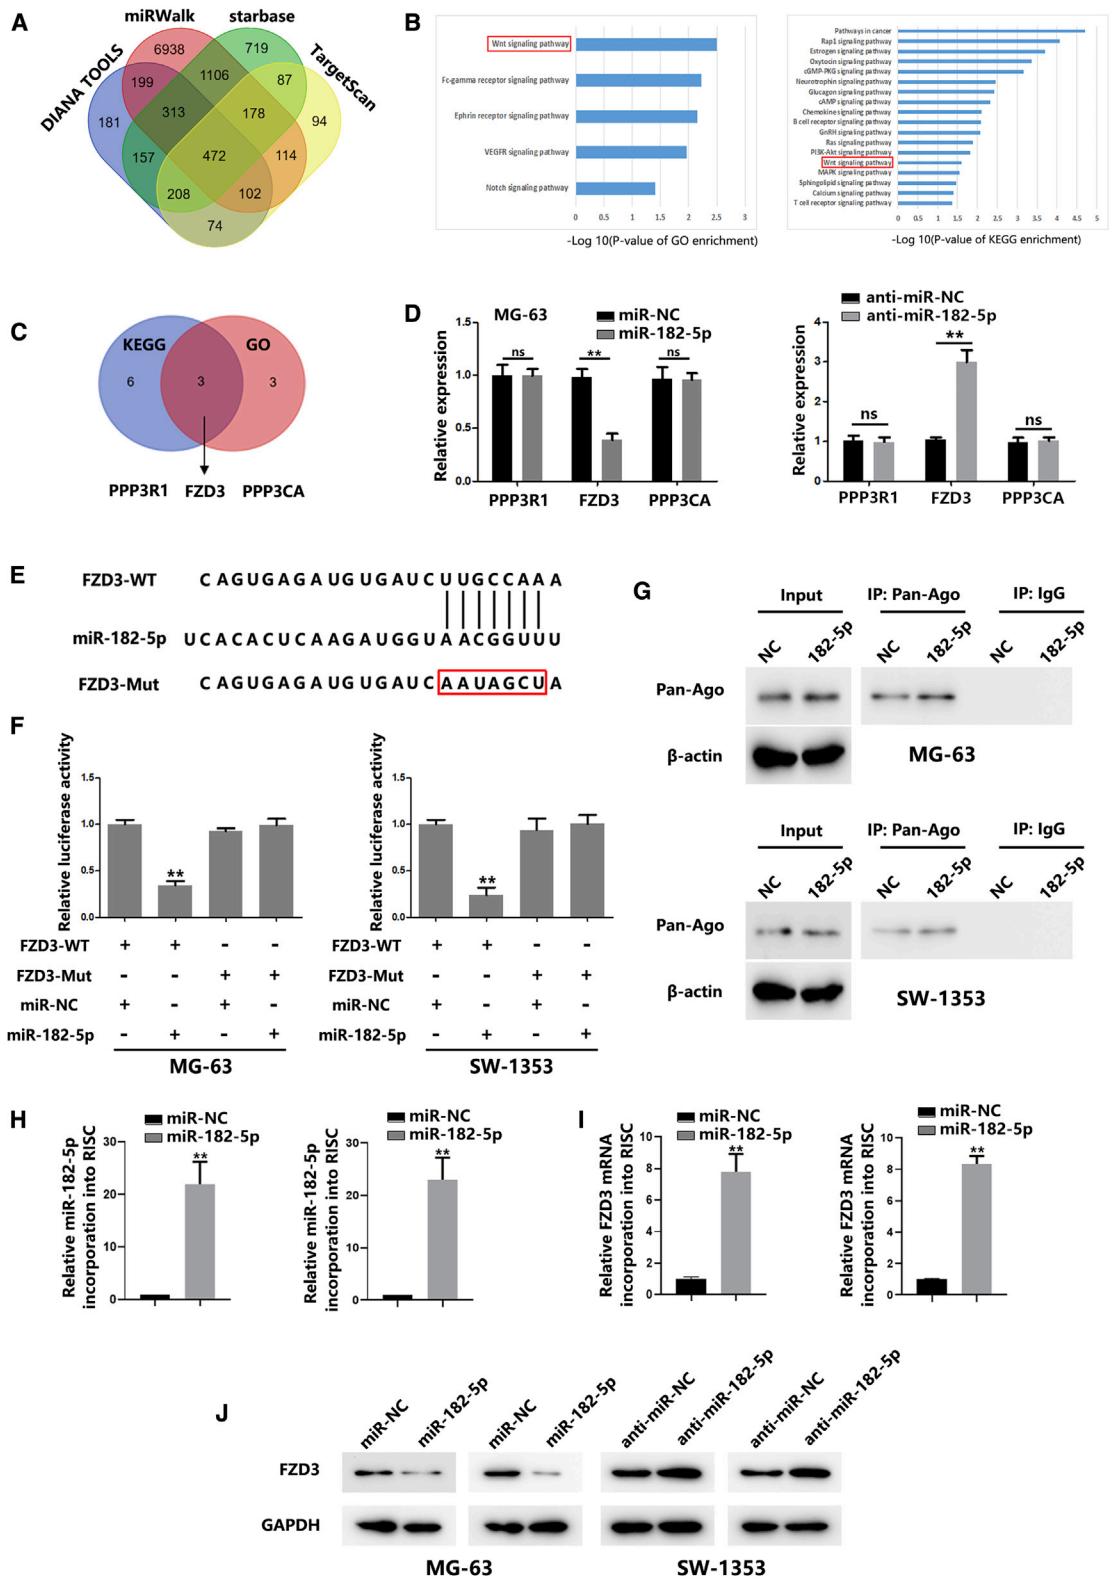 A
miRWalk
starbase
DIANA TOOLS
TargetScan
6938
719
199
1106
87
181
313
178
94
157
472
114
208
102
74
B
Wnt signaling pathway
Fc-gamma receptor signaling pathway
Ephrin receptor signaling pathway
VEGFR signaling pathway
Notch signaling pathway
0 0.5 1 1.5 2 2.5 3
-Log 10(P-value of GO enrichment)
Pathways in cancer
Rap1 signaling pathway
Estrogen signaling pathway
Oxytocin signaling pathway
cGMP-PKG signaling pathway
Neurotrophin signaling pathway
Glucagon signaling pathway
cAMP signaling pathway
Chemokine signaling pathway
B cell receptor signaling pathway
GnRH signaling pathway
Ras signaling pathway
PI3K-Akt signaling pathway
Wnt signaling pathway
MAPK signaling pathway
Sphingolipid signaling pathway
Calcium signaling pathway
T cell receptor signaling pathway
0 0.5 1 1.5 2 2.5 3 3.5 4 4.5 5
-Log 10(P-value of KEGG enrichment)
C
KEGG
GO
6
3
3
PPP3R1 FZD3 PPP3CA
D
MG-63
miR-NC
miR-182-5p
Relative expression
1.5
1.0
0.5
0.0
ns
**
ns
PPP3R1 FZD3 PPP3CA
anti-miR-NC
anti-miR-182-5p
Relative expression
4
3
2
1
0
ns
**
ns
PPP3R1 FZD3 PPP3CA
E
FZD3-WT CAGUGAGAUGUGAUCUUGCCAAA
miR-182-5p UCACACUCAAGAUGGUAACGGUUU
FZD3-Mut CAGUGAGAUGUGAUCAAUAGCUA
F
Relative luciferase activity
1.5
1.0
0.5
0.0
**
FZD3-WT + + - -
FZD3-Mut - - + +
miR-NC + - + -
miR-182-5p - + - +
MG-63
Relative luciferase activity
1.5
1.0
0.5
0.0
**
FZD3-WT + + - -
FZD3-Mut - - + +
miR-NC + - + -
miR-182-5p - + - +
SW-1353
G
Input IP: Pan-Ago IP: IgG
NC 182-5p NC 182-5p NC 182-5p
Pan-Ago
β-actin
MG-63
Input IP: Pan-Ago IP: IgG
NC 182-5p NC 182-5p NC 182-5p
Pan-Ago
β-actin
SW-1353
H
miR-NC
miR-182-5p
Relative miR-182-5p
incorporation into RISC
30
20
10
0
**
miR-NC
miR-182-5p
Relative miR-182-5p
incorporation into RISC
30
20
10
0
**
I
miR-NC
miR-182-5p
Relative FZD3 mRNA
incorporation into RISC
10
8
6
4
2
0
**
miR-NC
miR-182-5p
Relative FZD3 mRNA
incorporation into RISC
10
8
6
4
2
0
**
J
miR-NC miR-182-5p miR-NC miR-182-5p anti-miR-NC anti-miR-182-5p anti-miR-NC anti-miR-182-5p
FZD3
GAPDH
MG-63 SW-1353